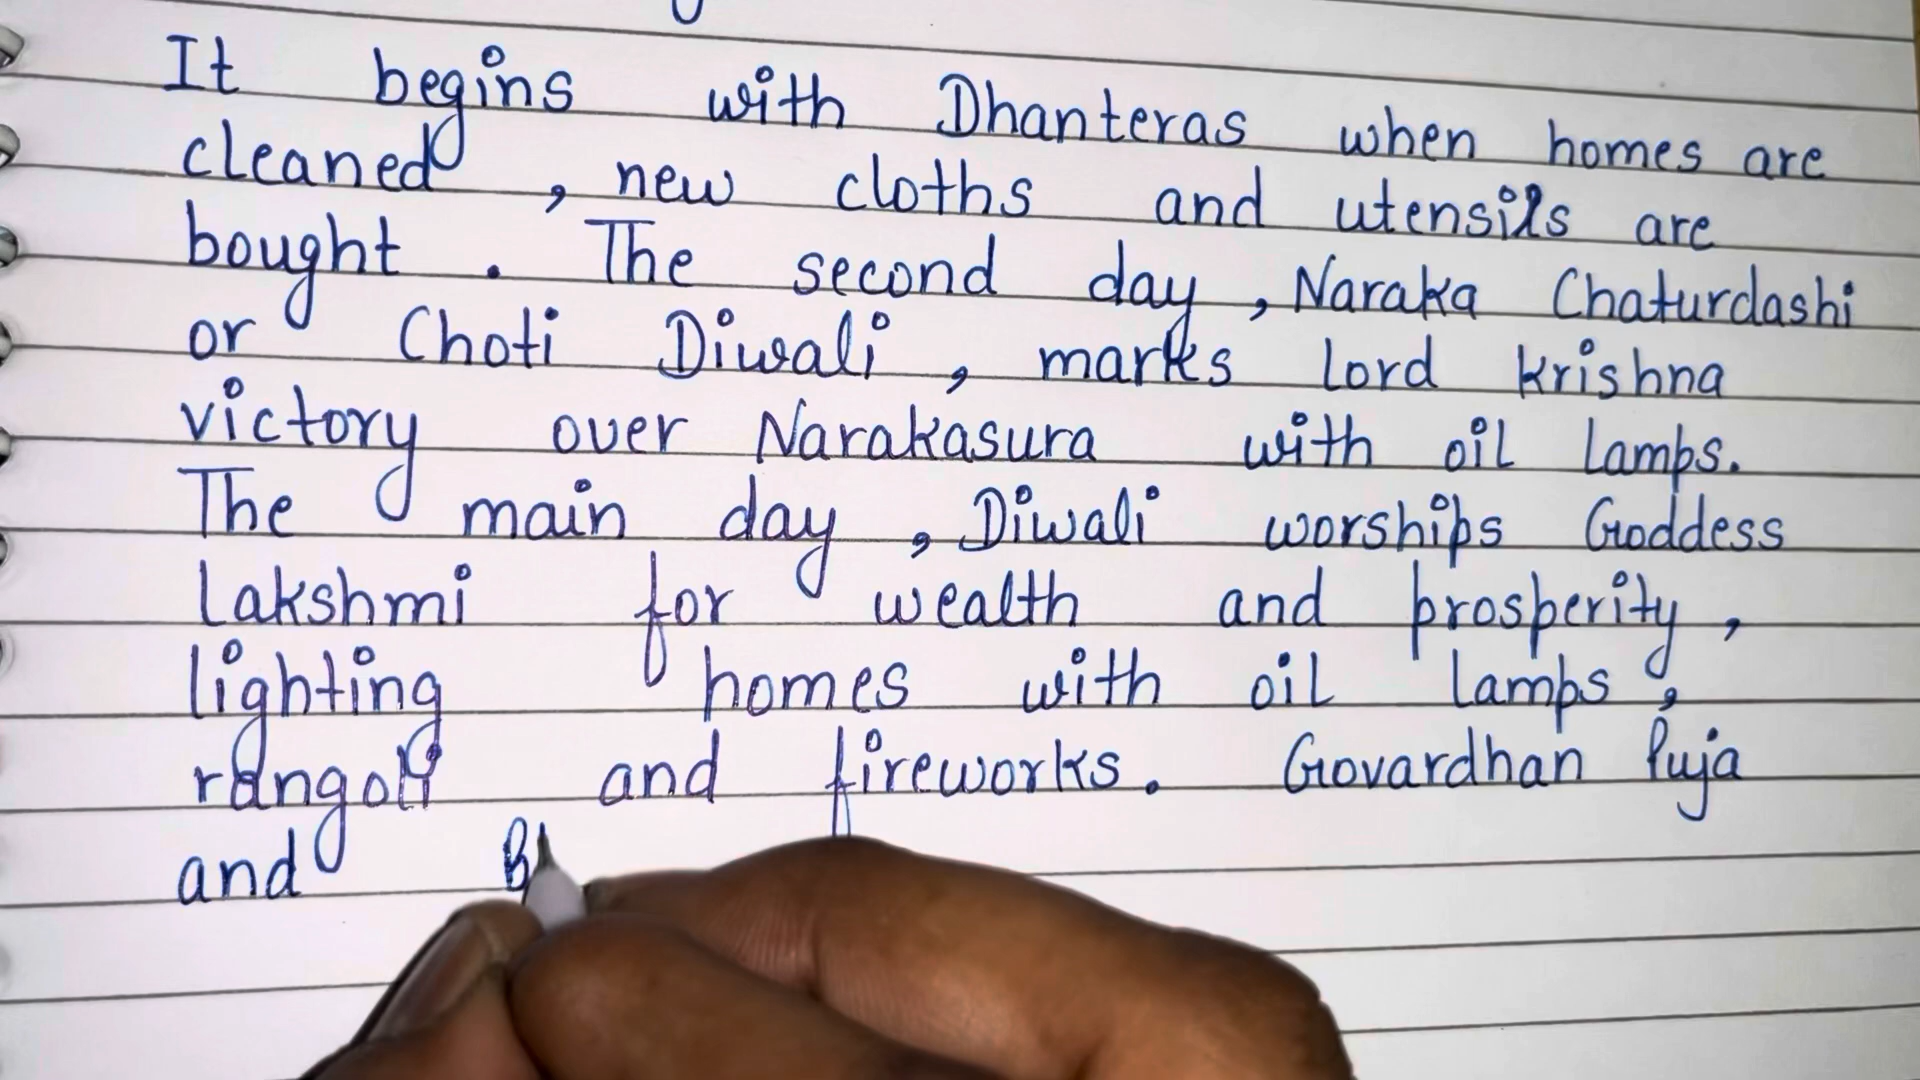 It begins with Dhanteras when homes are
cleaned, new cloths and utensils are
bought. The second day, Naraka Chaturdashi
or Choti Diwali, marks Lord Krishna
victory over Narakasura with oil lamps.
The main day, Diwali worships Goddess
Lakshmi for wealth and prosperity,
lighting homes with oil lamps,
rangoli and fireworks. Govardhan Puja
and